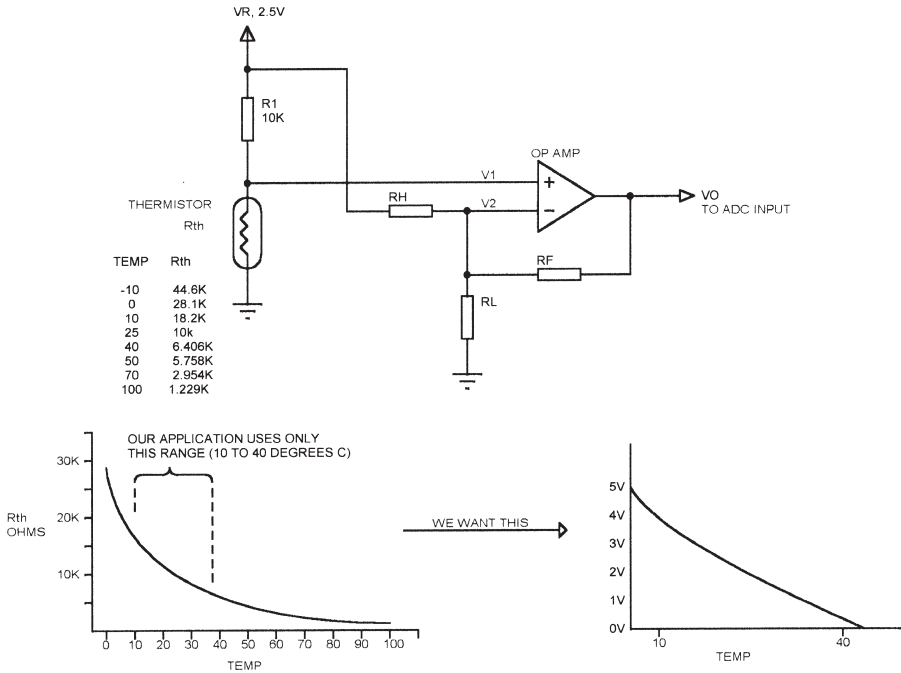 VR, 2.5V
R1
10K
OP AMP
V1
+
RH
V2
−
VO
TO ADC INPUT
THERMISTOR
Rth
RF
RL
TEMP Rth
-10 44.6K
0 28.1K
10 18.2K
25 10k
40 6.406K
50 5.758K
70 2.954K
100 1.229K
OUR APPLICATION USES ONLY
THIS RANGE (10 TO 40 DEGREES C)
30K
20K
10K
Rth
OHMS
0 10 20 30 40 50 60 70 80 90 100
TEMP
WE WANT THIS
5V
4V
3V
2V
1V
0V
10 40
TEMP